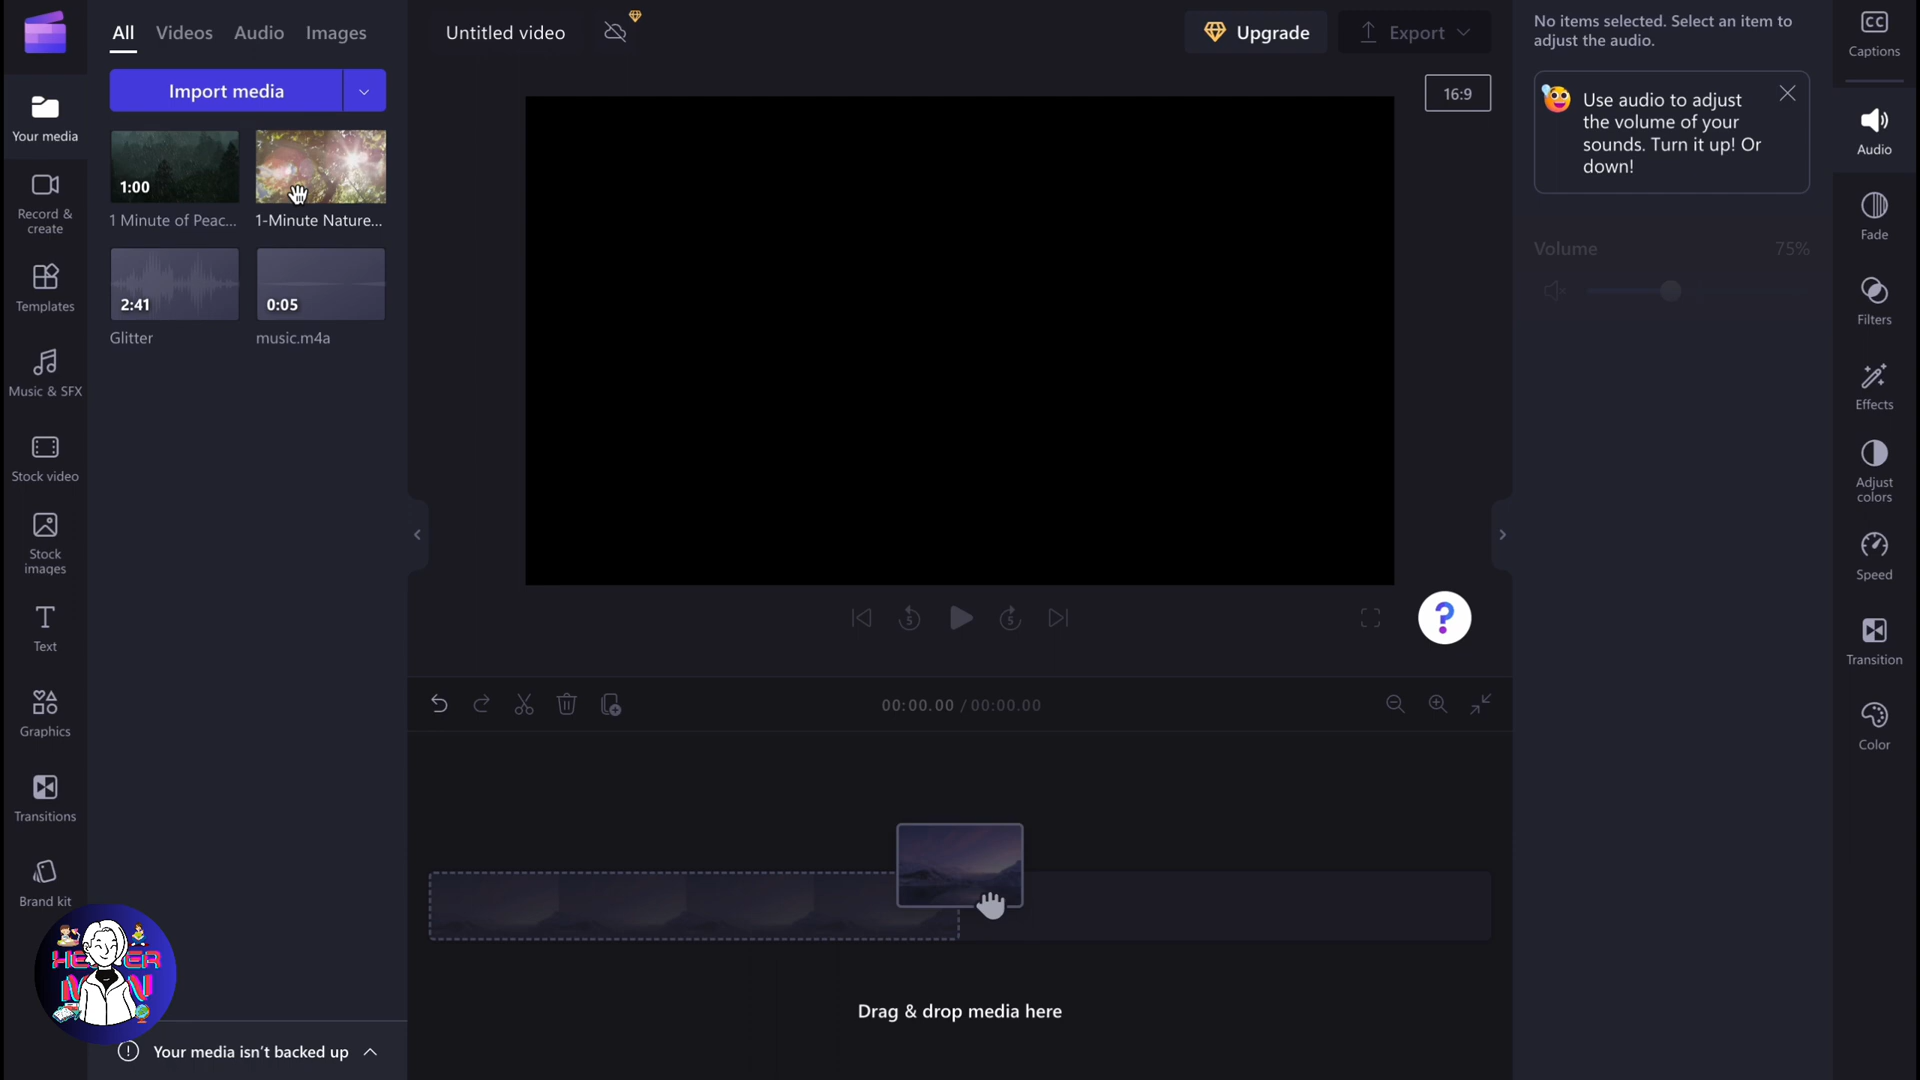 All
Videos
Audio
Images
Import media
Your media
Record &
create
Templates
Music & SFX
Stock video
Stock
images
Text
Graphics
Transitions
Brand kit
1:00
1 Minute of Peac...
1-Minute Nature...
2:41
Glitter
0:05
music.m4a
Your media isn't backed up
Untitled video
Upgrade
Export
16:9
5
5
?
00:00.00 / 00:00.00
Drag & drop media here
No items selected. Select an item to
adjust the audio.
Use audio to adjust
the volume of your
sounds. Turn it up! Or
down!
Volume
75%
CC
Captions
Audio
Fade
Filters
Effects
Adjust
colors
Speed
Transition
Color